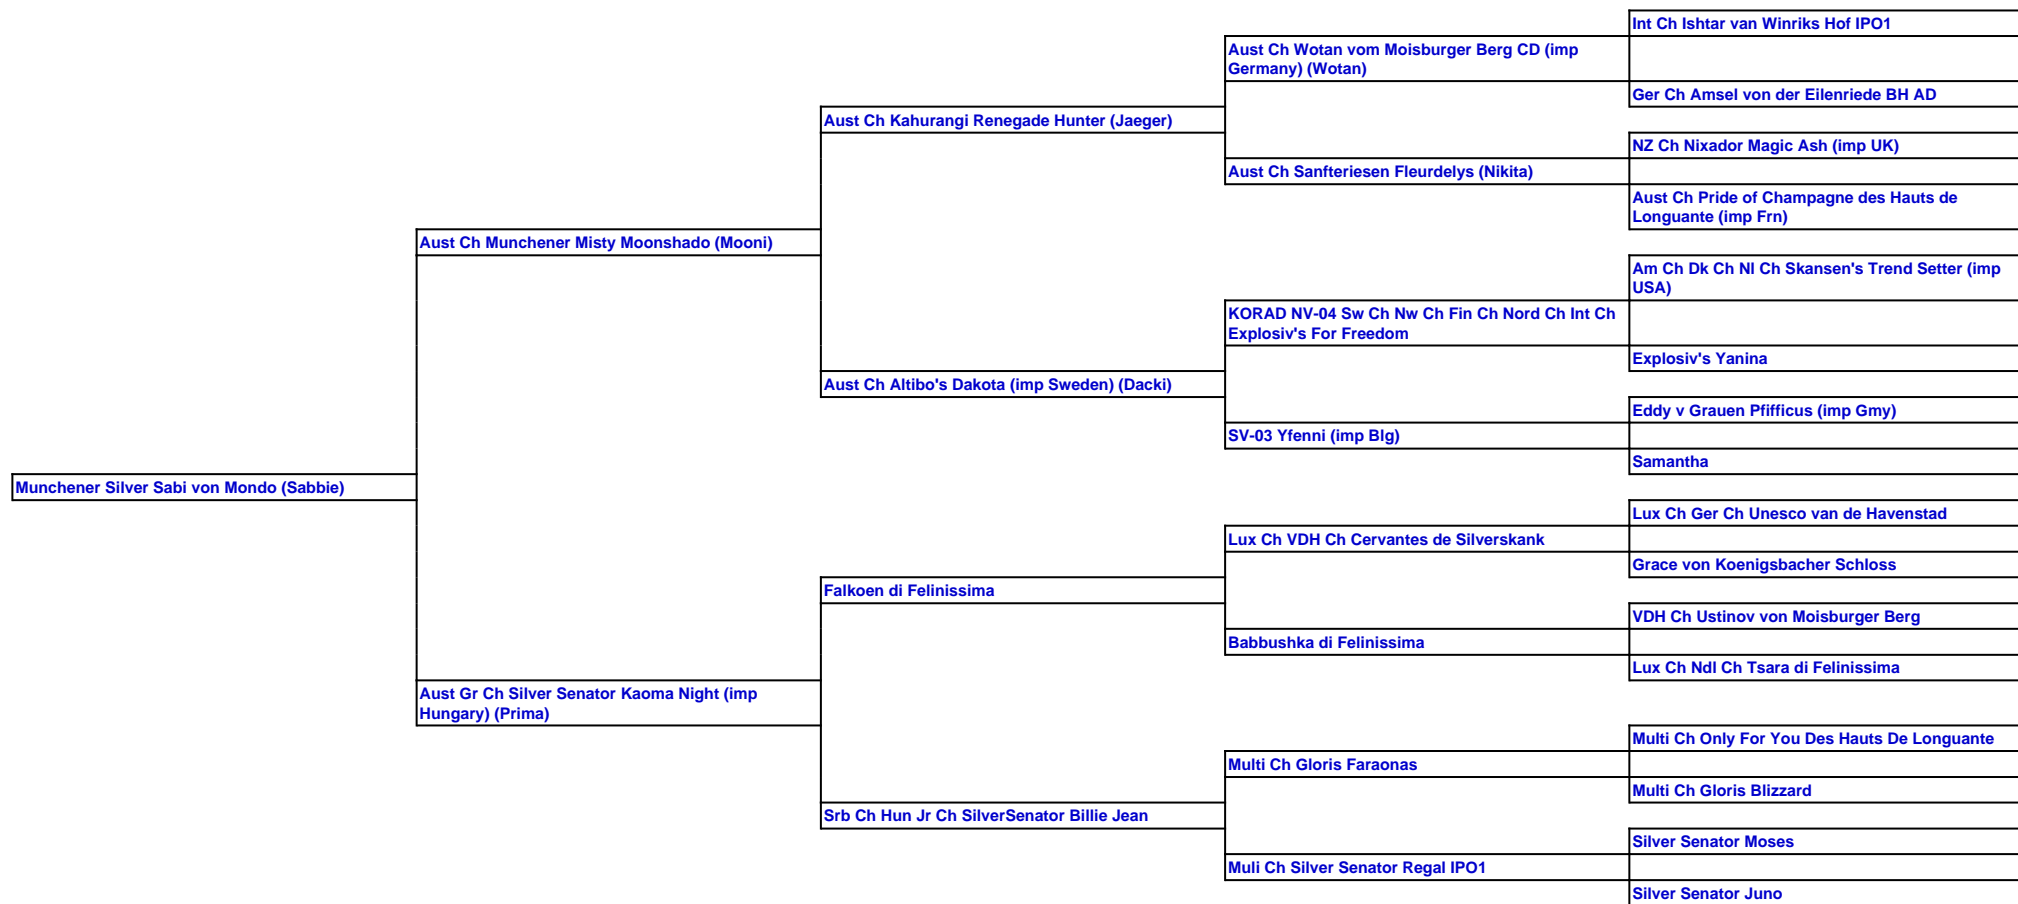 Int Ch Ishtar van Winriks Hof IPO1
Aust Ch Wotan vom Moisburger Berg CD (imp
Germany) (Wotan)
Ger Ch Amsel von der Eilenriede BH AD
Aust Ch Kahurangi Renegade Hunter (Jaeger)
NZ Ch Nixador Magic Ash (imp UK)
Aust Ch Sanfteriesen Fleurdelys (Nikita)
Aust Ch Pride of Champagne des Hauts de
Longuante (imp Frn)
Aust Ch Munchener Misty Moonshado (Mooni)
Am Ch Dk Ch Nl Ch Skansen's Trend Setter (imp
USA)
KORAD NV-04 Sw Ch Nw Ch Fin Ch Nord Ch Int Ch
Explosiv's For Freedom
Explosiv's Yanina
Aust Ch Altibo's Dakota (imp Sweden) (Dacki)
Eddy v Grauen Pfifficus (imp Gmy)
SV-03 Yfenni (imp Blg)
Samantha
Munchener Silver Sabi von Mondo (Sabbie)
Lux Ch Ger Ch Unesco van de Havenstad
Lux Ch VDH Ch Cervantes de Silverskank
Grace von Koenigsbacher Schloss
Falkoen di Felinissima
VDH Ch Ustinov von Moisburger Berg
Babbushka di Felinissima
Lux Ch Ndl Ch Tsara di Felinissima
Aust Gr Ch Silver Senator Kaoma Night (imp
Hungary) (Prima)
Multi Ch Only For You Des Hauts De Longuante
Multi Ch Gloris Faraonas
Multi Ch Gloris Blizzard
Srb Ch Hun Jr Ch SilverSenator Billie Jean
Silver Senator Moses
Muli Ch Silver Senator Regal IPO1
Silver Senator Juno